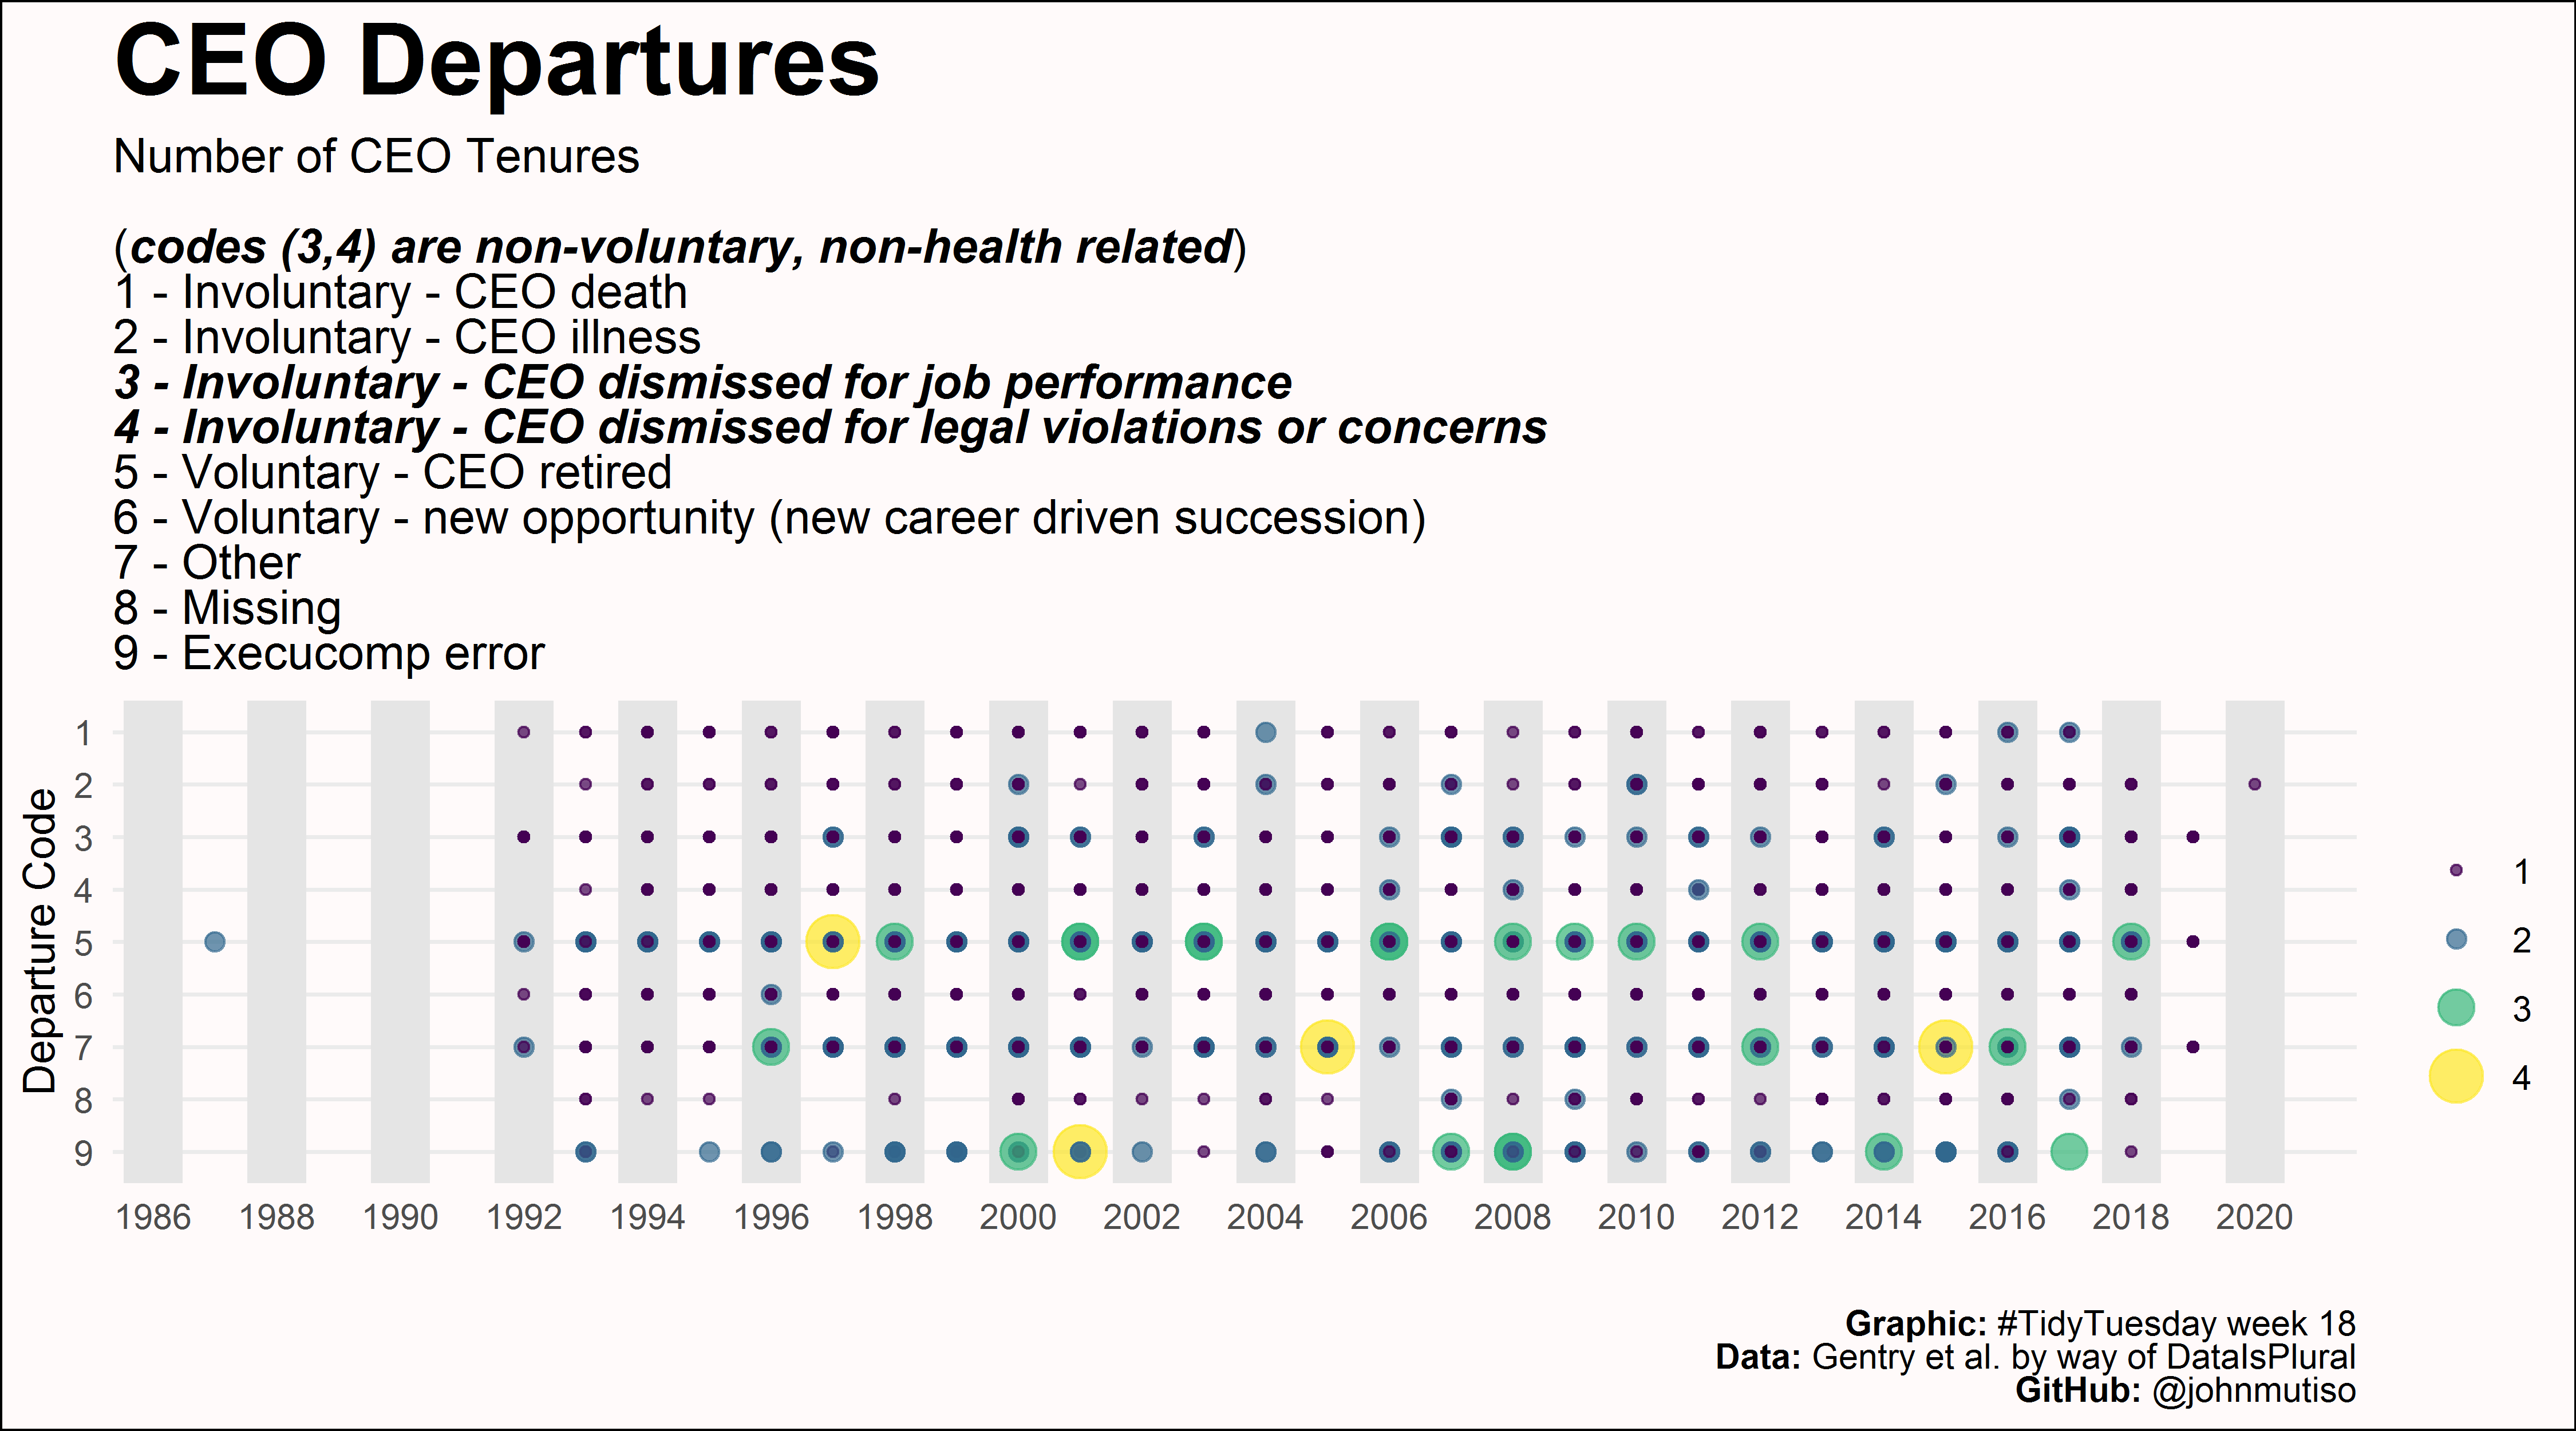 CEO Departures
Number of CEO Tenures
(codes (3,4) are non-voluntary, non-health related)
1 - Involuntary - CEO death
2 - Involuntary - CEO illness
3 - Involuntary - CEO dismissed for job performance
4 - Involuntary - CEO dismissed for legal violations or concerns
5 - Voluntary - CEO retired
6 - Voluntary - new opportunity (new career driven succession)
7 - Other
8 - Missing
9 - Execucomp error
Departure Code
1
2
3
4
5
6
7
8
9
1986 1988 1990 1992 1994 1996 1998 2000 2002 2004 2006 2008 2010 2012 2014 2016 2018 2020
1
2
3
4
Graphic: #TidyTuesday week 18
Data: Gentry et al. by way of DataIsPlural
GitHub: @johnmutiso